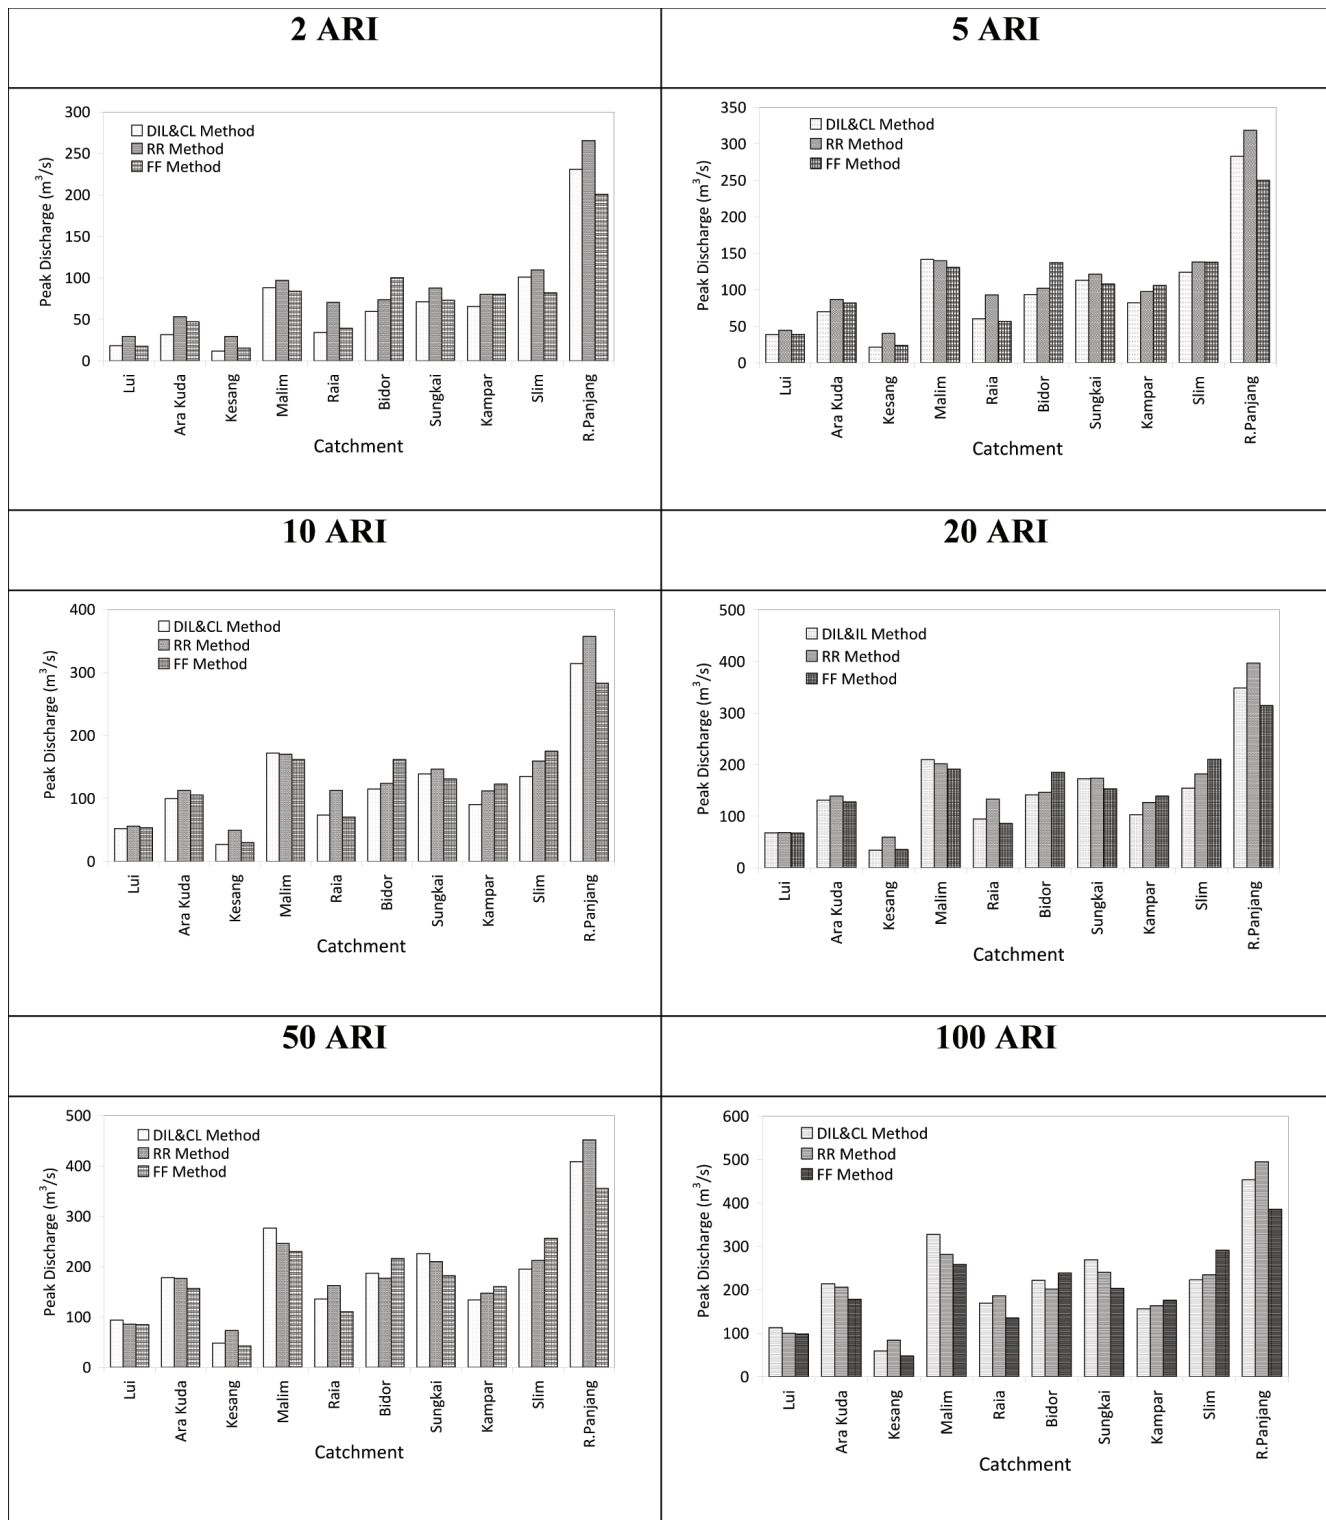 2 ARI
5 ARI
300
250
200
150
100
50
0
Peak Discharge (m³/s)
DIL&CL Method
RR Method
FF Method
Lui
Ara Kuda
Kesang
Malim
Raia
Bidor
Sungkai
Kampar
Slim
R.Panjang
Catchment
350
300
250
200
150
100
50
0
Peak Discharge (m³/s)
DIL&CL Method
RR Method
FF Method
Lui
Ara Kuda
Kesang
Malim
Raia
Bidor
Sungkai
Kampar
Slim
R.Panjang
Catchment
10 ARI
20 ARI
400
300
200
100
0
Peak Discharge (m³/s)
DIL&CL Method
RR Method
FF Method
Lui
Ara Kuda
Kesang
Malim
Raia
Bidor
Sungkai
Kampar
Slim
R.Panjang
Catchment
500
400
300
200
100
0
Peak Discharge (m³/s)
DIL&IL Method
RR Method
FF Method
Lui
Ara Kuda
Kesang
Malim
Raia
Bidor
Sungkai
Kampar
Slim
R.Panjang
Catchment
50 ARI
100 ARI
500
400
300
200
100
0
Peak Discharge (m³/s)
DIL&CL Method
RR Method
FF Method
Lui
Ara Kuda
Kesang
Malim
Raia
Bidor
Sungkai
Kampar
Slim
R.Panjang
Catchment
600
500
400
300
200
100
0
Peak Discharge (m³/s)
DIL&CL Method
RR Method
FF Method
Lui
Ara Kuda
Kesang
Malim
Raia
Bidor
Sungkai
Kampar
Slim
R.Panjang
Catchment